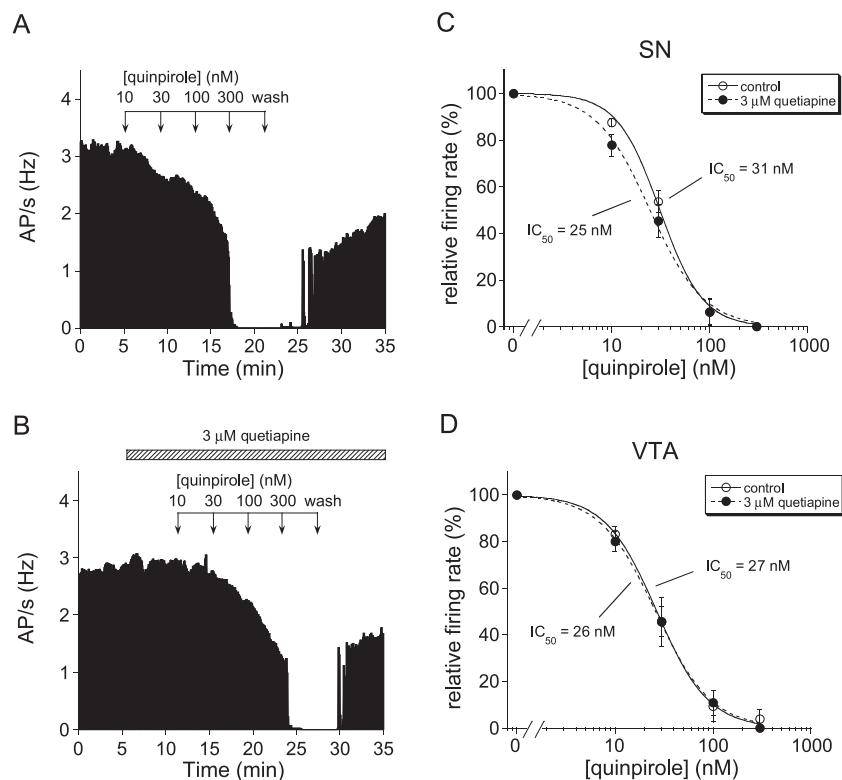 A
[quinpirole] (nM)
10 30 100 300 wash
4
3
2
1
0
AP/s (Hz)
0 5 10 15 20 25 30 35
Time (min)
C
SN
control
3 µM quetiapine
100
80
60
40
20
0
relative firing rate (%)
IC50 = 31 nM
IC50 = 25 nM
0 10 100 1000
[quinpirole] (nM)
B
3 µM quetiapine
[quinpirole] (nM)
10 30 100 300 wash
4
3
2
1
0
AP/s (Hz)
0 5 10 15 20 25 30 35
Time (min)
D
VTA
control
3 µM quetiapine
100
80
60
40
20
0
relative firing rate (%)
IC50 = 27 nM
IC50 = 26 nM
0 10 100 1000
[quinpirole] (nM)